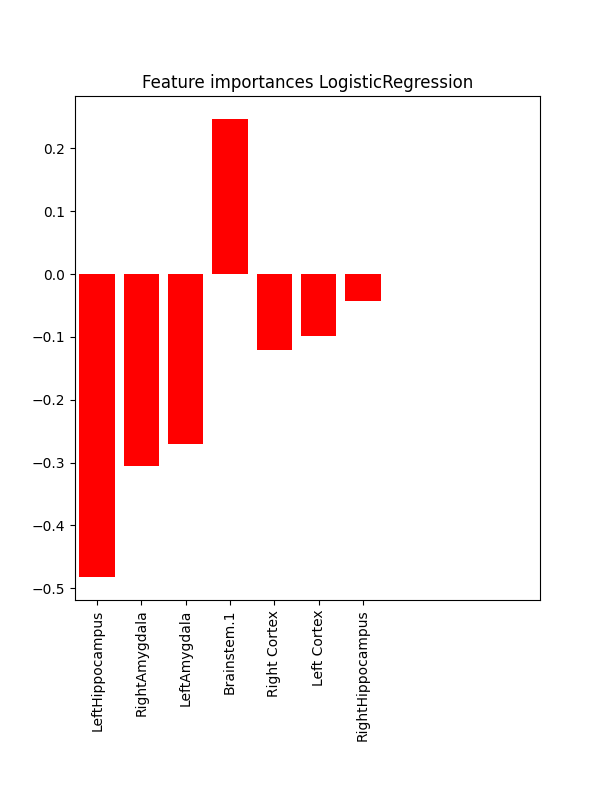 Feature importances LogisticRegression
0.2
0.1
0.0
−0.1
−0.2
−0.3
−0.4
−0.5
LeftHippocampus
RightAmygdala
LeftAmygdala
Brainstem.1
Right Cortex
Left Cortex
RightHippocampus